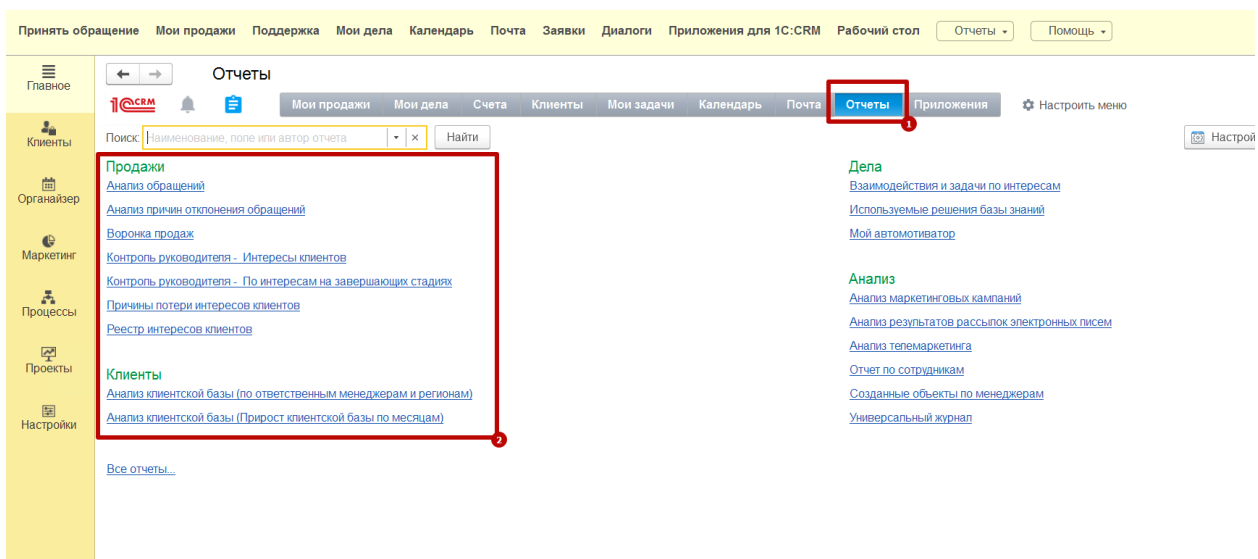 Принять обращение Мои продажи Поддержка Мои дела Календарь Почта Заявки Диалоги Приложения для 1С:CRM Рабочий стол Отчеты Помощь
Главное
Клиенты
Органайзер
Маркетинг
Процессы
Проекты
Настройки
Отчеты
1С CRM Мои продажи Мои дела Счета Клиенты Мои задачи Календарь Почта Отчеты Приложения Настроить меню
1
Поиск: Наименование, поле или автор отчета Найти Настрой
Продажи
Анализ обращений
Анализ причин отклонения обращений
Воронка продаж
Контроль руководителя - Интересы клиентов
Контроль руководителя - По интересам на завершающих стадиях
Причины потери интересов клиентов
Реестр интересов клиентов
Клиенты
Анализ клиентской базы (по ответственным менеджерам и регионам)
Анализ клиентской базы (Прирост клиентской базы по месяцам)
2
Все отчеты...
Дела
Взаимодействия и задачи по интересам
Используемые решения базы знаний
Мой автомотиватор
Анализ
Анализ маркетинговых кампаний
Анализ результатов рассылок электронных писем
Анализ телемаркетинга
Отчет по сотрудникам
Созданные объекты по менеджерам
Универсальный журнал